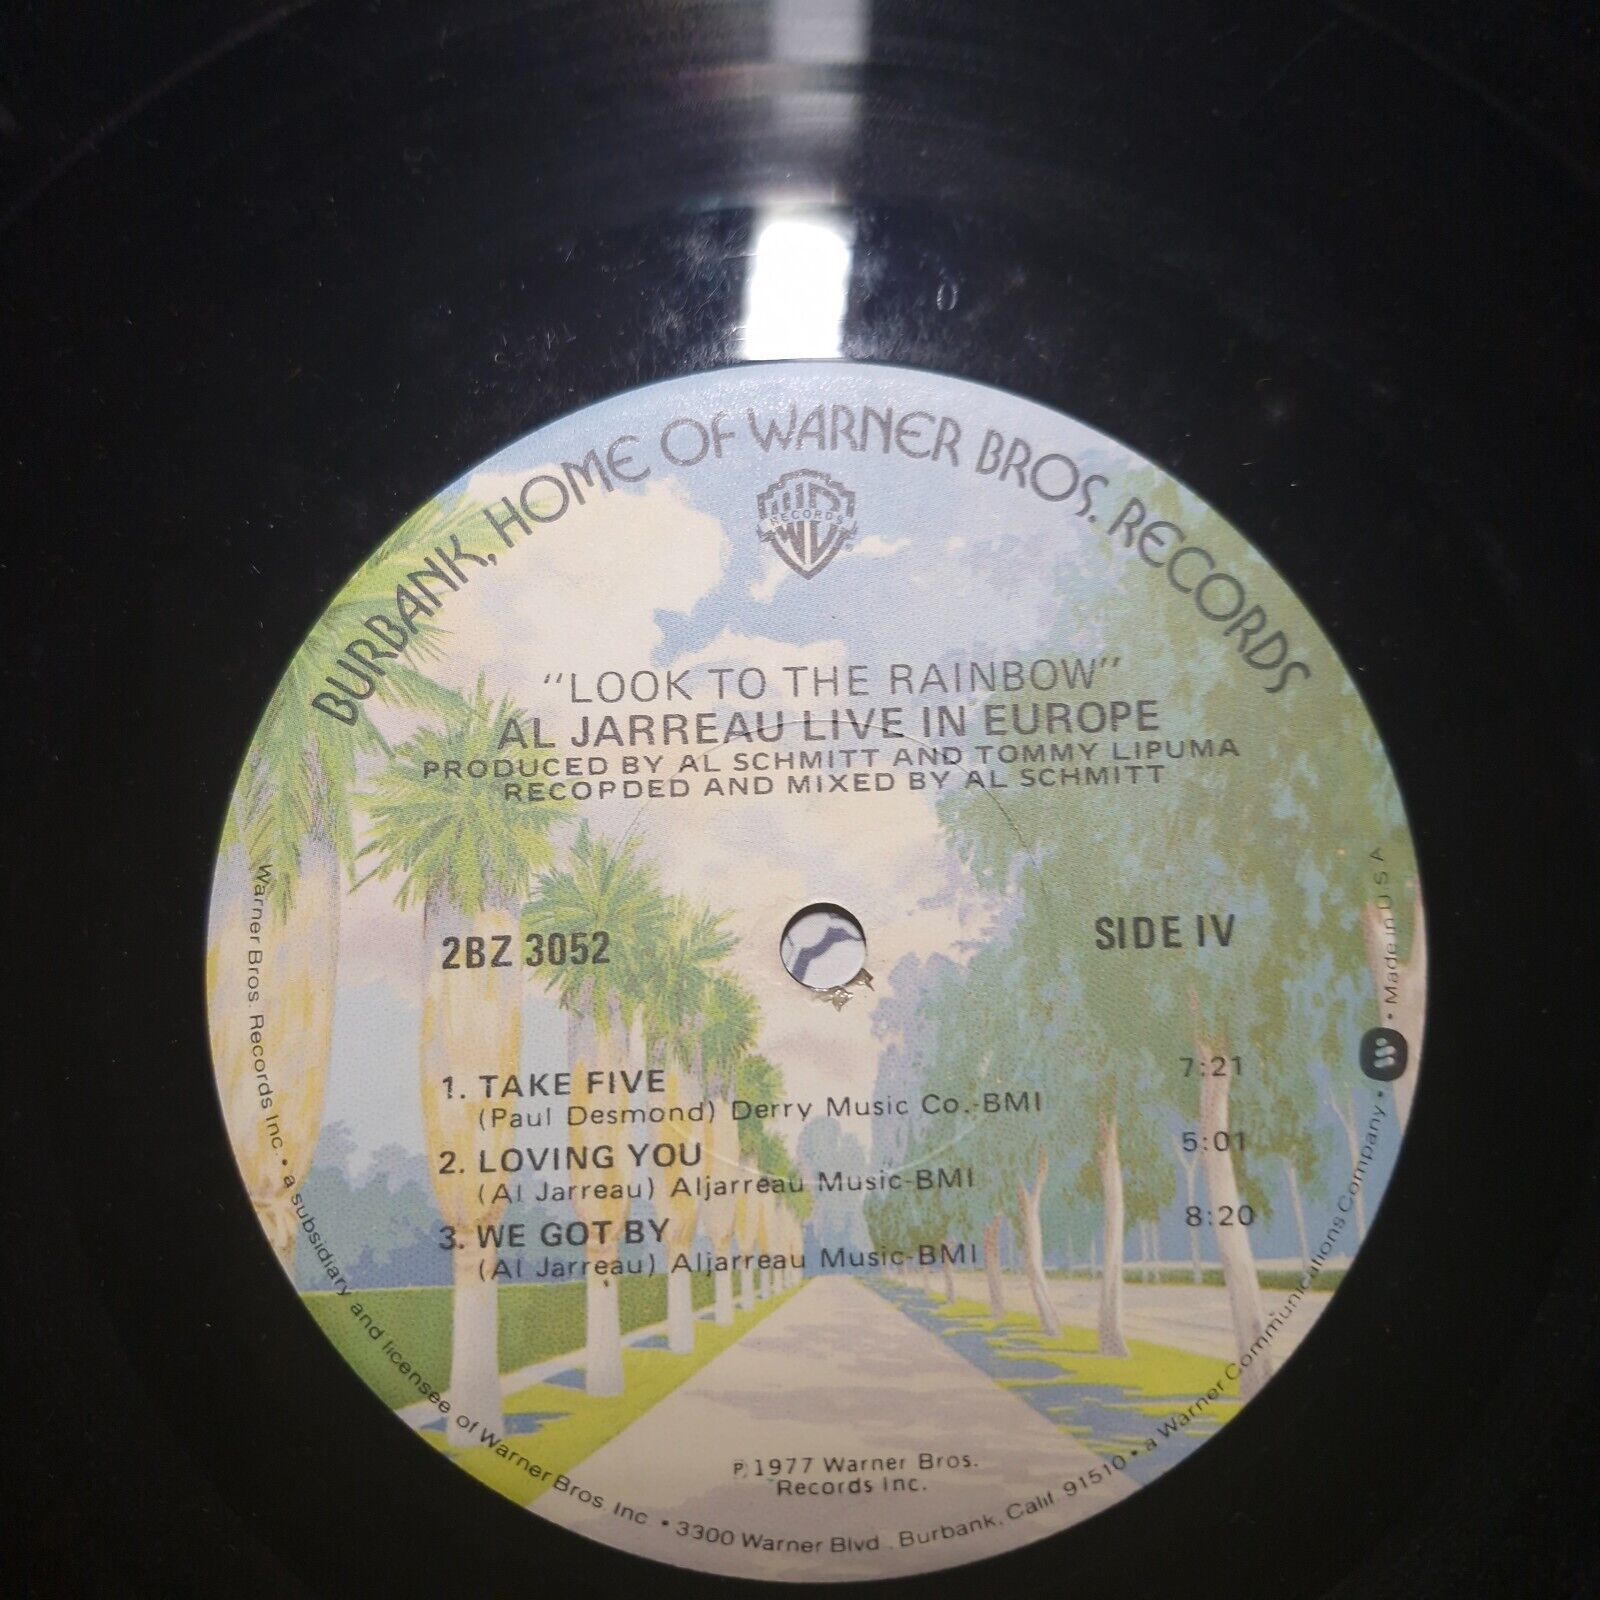 BURBANK, HOME OF WARNER BROS. RECORDS
RECORDS
"LOOK TO THE RAINBOW"
AL JARREAU LIVE IN EUROPE
PRODUCED BY AL SCHMITT AND TOMMY LIPUMA
RECOPDED AND MIXED BY AL SCHMITT
2BZ 3052
SIDE IV
1. TAKE FIVE 7:21
(Paul Desmond) Derry Music Co.-BMI
2. LOVING YOU 5:01
(Al Jarreau) Aljarreau Music-BMI
3. WE GOT BY 8:20
(Al Jarreau) Aljarreau Music-BMI
℗ 1977 Warner Bros.
Records Inc.
Warner Bros. Records Inc. • a subsidiary and licensee of Warner Bros. Inc • 3300 Warner Blvd., Burbank, Calif. 91510 • a Warner Communications Company • Made in U S A